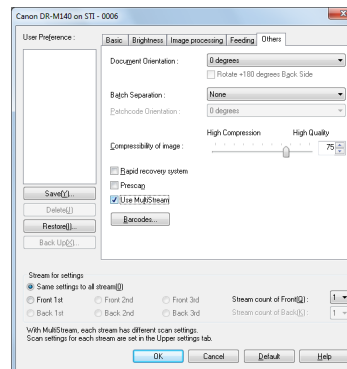 Canon DR-M140 on STI - 0006
User Preference :
Basic Brightness Image processing Feeding Others
Document Orientation : 0 degrees
Rotate +180 degrees Back Side
Batch Separation : None
Patchcode Orientation : 0 degrees
High Compression High Quality
Compressibility of image : 75
Rapid recovery system
Prescan
Use MultiStream
Barcodes...
Save(Y)...
Delete(J)
Restore(I)...
Back Up(X)...
Stream for settings
Same settings to all stream(0)
Front 1st Front 2nd Front 3rd Stream count of Front(Q) : 1
Back 1st Back 2nd Back 3rd Stream count of Back(K) : 1
With MultiStream, each stream has different scan settings.
Scan settings for each stream are set in the Upper settings tab.
OK Cancel Default Help